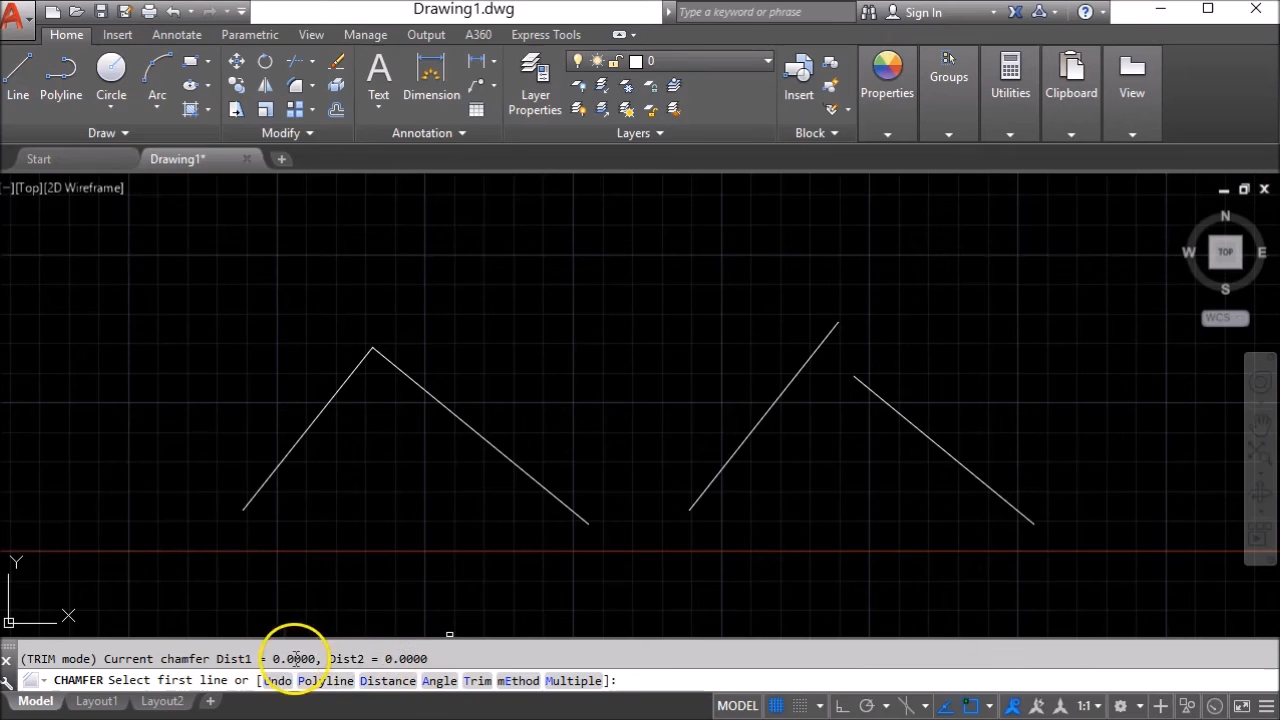 Drawing1.dwg
Type a keyword or phrase
Sign In
Home Insert Annotate Parametric View Manage Output A360 Express Tools
Line Polyline Circle Arc
Text Dimension
Layer Properties
0
Insert
Properties Groups Utilities Clipboard View
Draw Modify Annotation Layers Block
Start Drawing1*
[−][Top][2D Wireframe]
N
W TOP E
S
WCS
Y
X
(TRIM mode) Current chamfer Dist1 = 0.0000, Dist2 = 0.0000
CHAMFER Select first line or [Undo Polyline Distance Angle Trim mEthod Multiple]:
Model Layout1 Layout2
MODEL 1:1